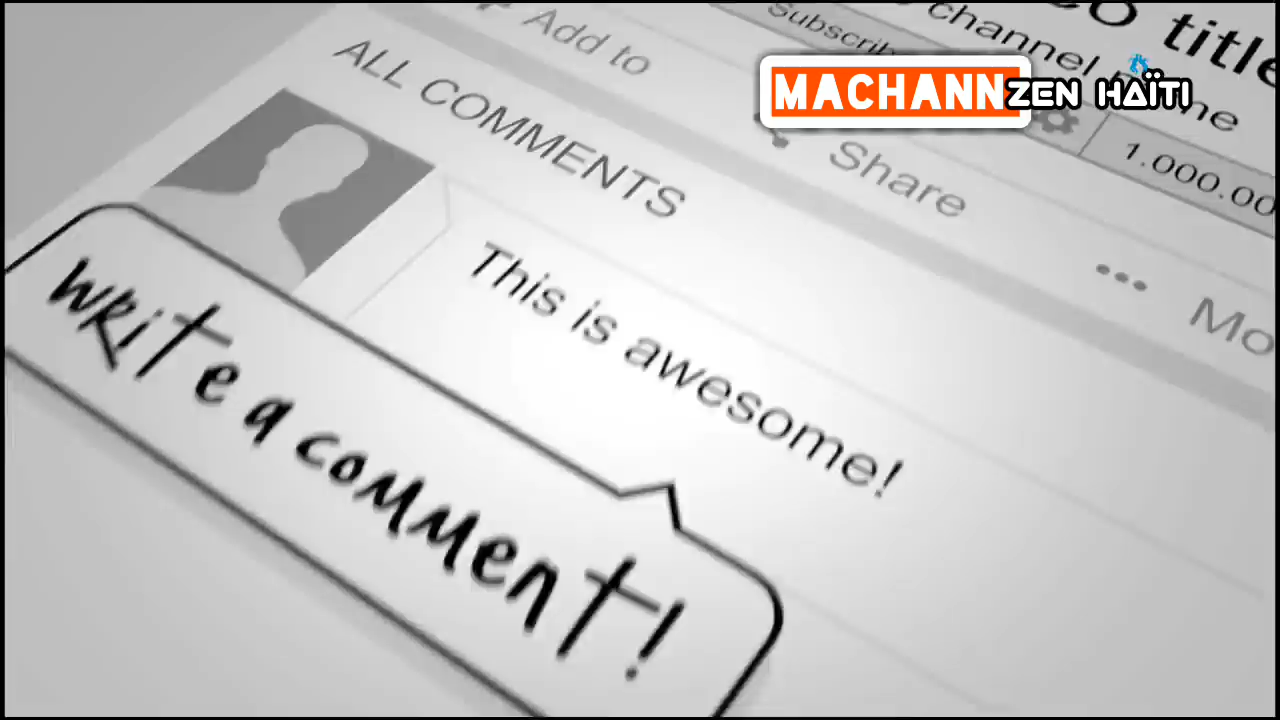 title
channel
Subscrib
Add to
MACHANN
ZEN HAÏTI
1.000.00
Share
ALL COMMENTS
Mo
This is awesome!
WRite a comment!